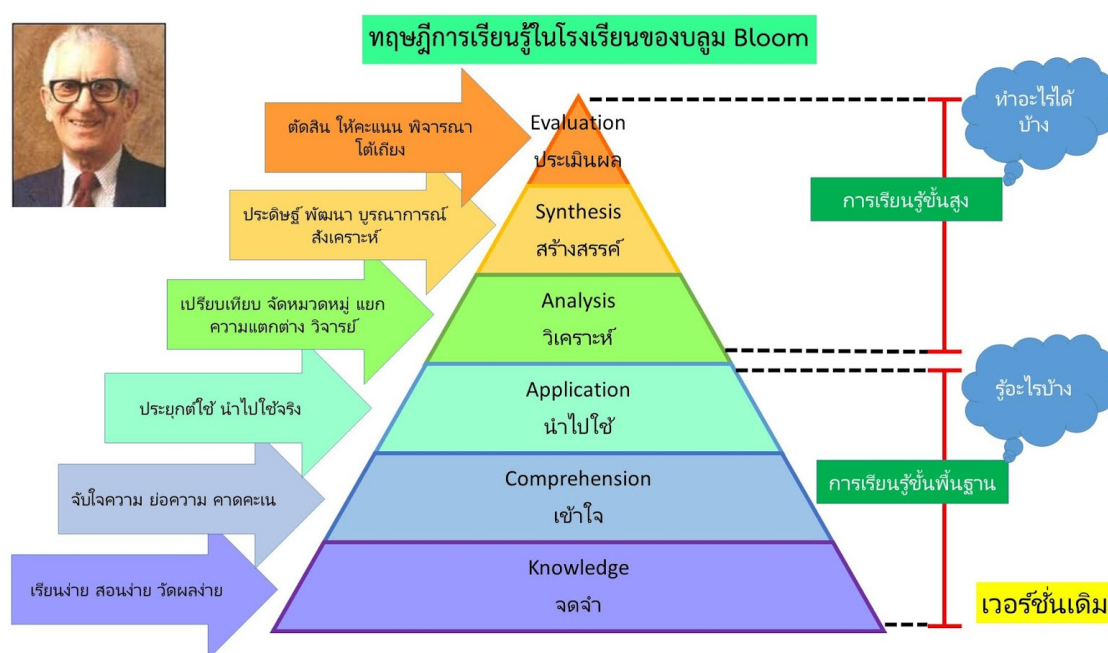 ทฤษฎีการเรียนรู้ในโรงเรียนของบลูม Bloom
ตัดสิน ให้คะแนน พิจารณา
โต้เถียง
Evaluation
ประเมินผล
ทำอะไรได้
บ้าง
การเรียนรู้ขั้นสูง
ประดิษฐ์ พัฒนา บูรณาการณ์
สังเคราะห์
Synthesis
สร้างสรรค์
เปรียบเทียบ จัดหมวดหมู่ แยก
ความแตกต่าง วิจารย์
Analysis
วิเคราะห์
รู้อะไรบ้าง
ประยุกต์ใช้ นำไปใช้จริง
Application
นำไปใช้
การเรียนรู้ขั้นพื้นฐาน
จับใจความ ย่อความ คาดคะเน
Comprehension
เข้าใจ
เรียนง่าย สอนง่าย วัดผลง่าย
Knowledge
จดจำ
เวอร์ชั่นเดิม